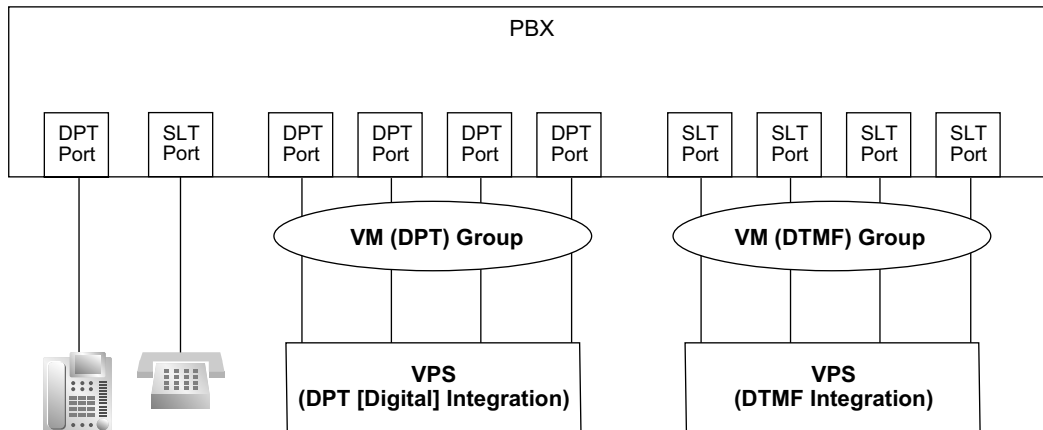 PBX
DPT
Port
SLT
Port
DPT
Port
DPT
Port
DPT
Port
DPT
Port
SLT
Port
SLT
Port
SLT
Port
SLT
Port
VM (DPT) Group
VM (DTMF) Group
VPS
(DPT [Digital] Integration)
VPS
(DTMF Integration)